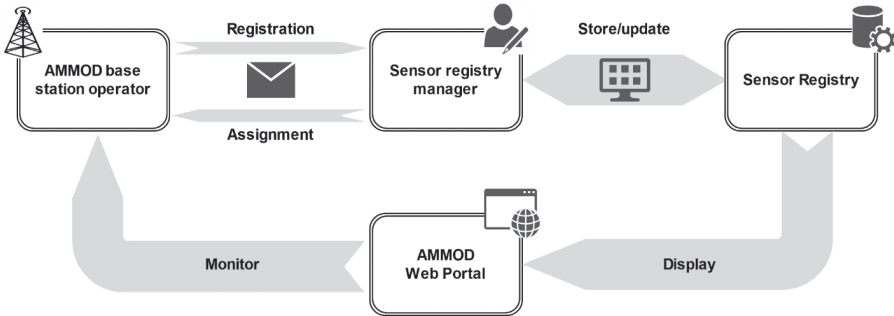 Registration
Store/update
AMMOD base
station operator
Sensor registry
manager
Sensor Registry
Assignment
AMMOD
Web Portal
Monitor
Display